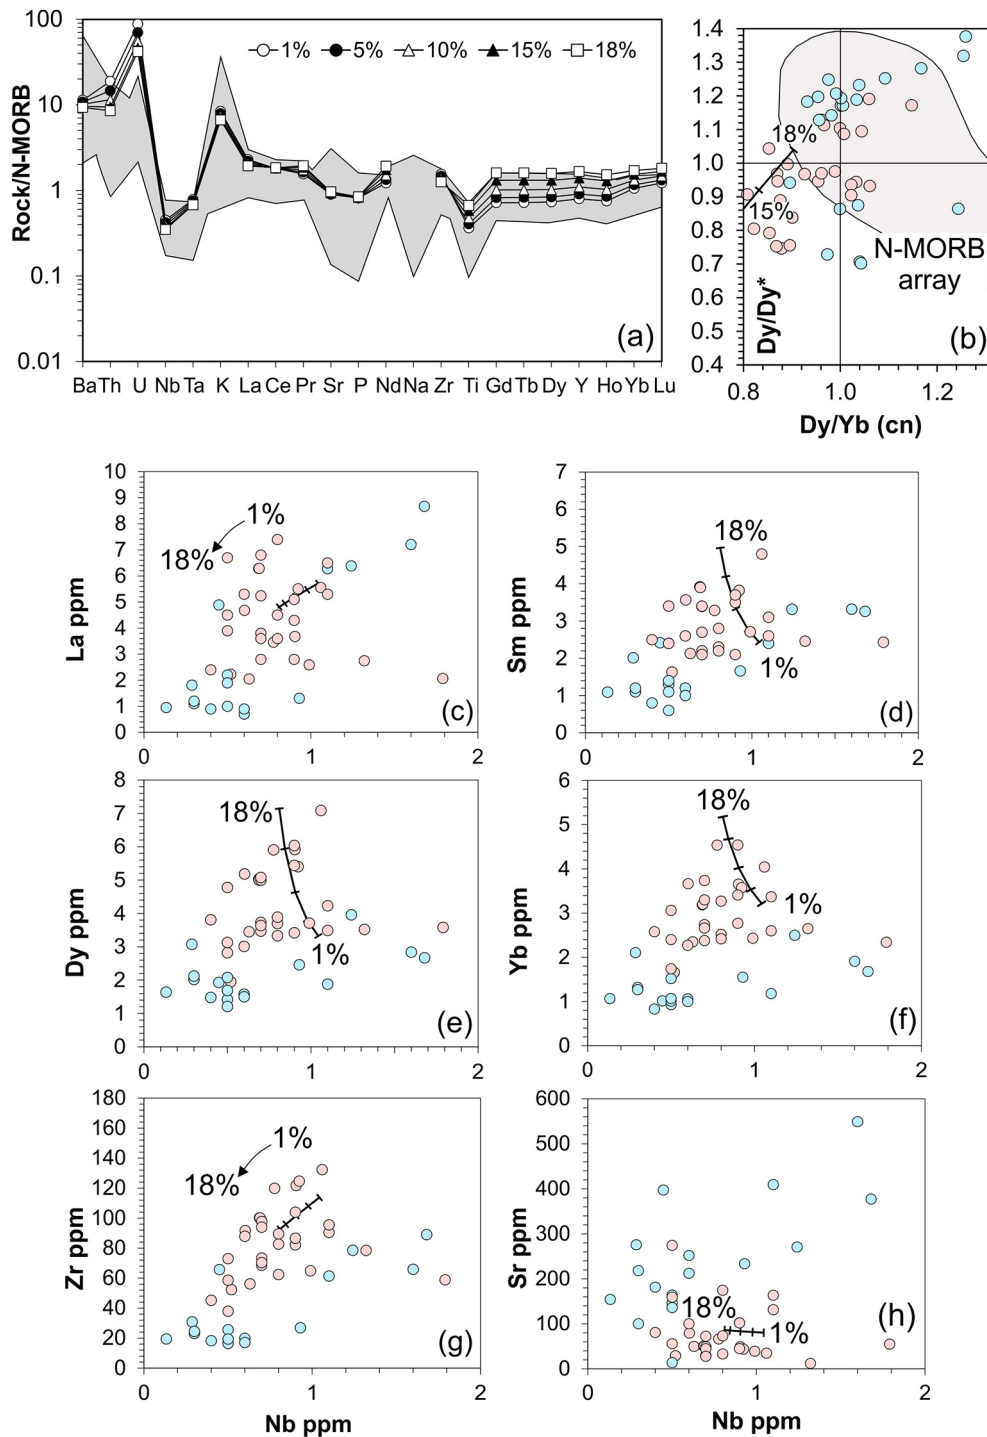 100
10
1
0.1
0.01
Rock/N-MORB
1% 5% 10% 15% 18%
(a)
Ba Th U Nb Ta K La Ce Pr Sr P Nd Na Zr Ti Gd Tb Dy Y Ho Yb Lu
1.4
1.3
1.2
1.1
1.0
0.9
0.8
0.7
0.6
0.5
0.4
18%
15%
Dy/Dy*
N-MORB
array
(b)
0.8 1.0 1.2
Dy/Yb (cn)
10
9
8
7
6
5
4
3
2
1
0
La ppm
1%
18%
(c)
0 1 2
7
6
5
4
3
2
1
0
Sm ppm
18%
1%
(d)
0 1 2
8
7
6
5
4
3
2
1
0
Dy ppm
18%
1%
(e)
0 1 2
6
5
4
3
2
1
0
Yb ppm
18%
1%
(f)
0 1 2
180
160
140
120
100
80
60
40
20
0
Zr ppm
1%
18%
(g)
0 1 2
Nb ppm
600
500
400
300
200
100
0
Sr ppm
18%
1%
(h)
0 1 2
Nb ppm